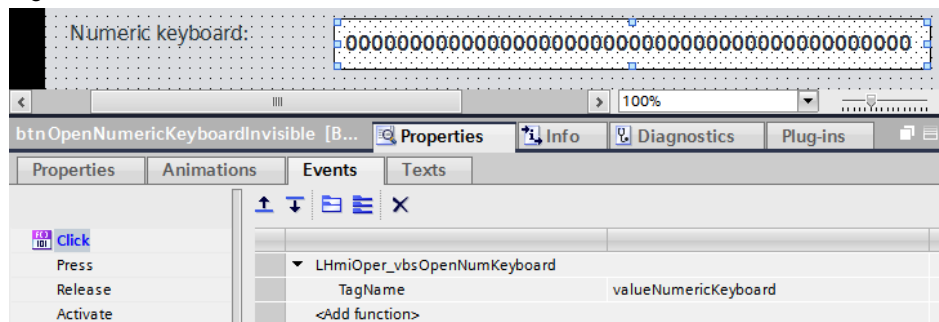 Numeric keyboard:
00000000000000000000000000000000000000000000
100%
btnOpenNumericKeyboardInvisible [B...
Properties
Info
Diagnostics
Plug-ins
Properties
Animations
Events
Texts
Click
Press
LHmiOper_vbsOpenNumKeyboard
Release
TagName
valueNumericKeyboard
Activate
<Add function>